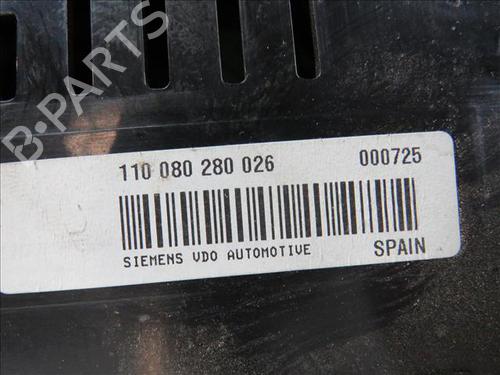 B-PARTS
110 080 280 026 000725
SIEMENS VDO AUTOMOTIVE SPAIN